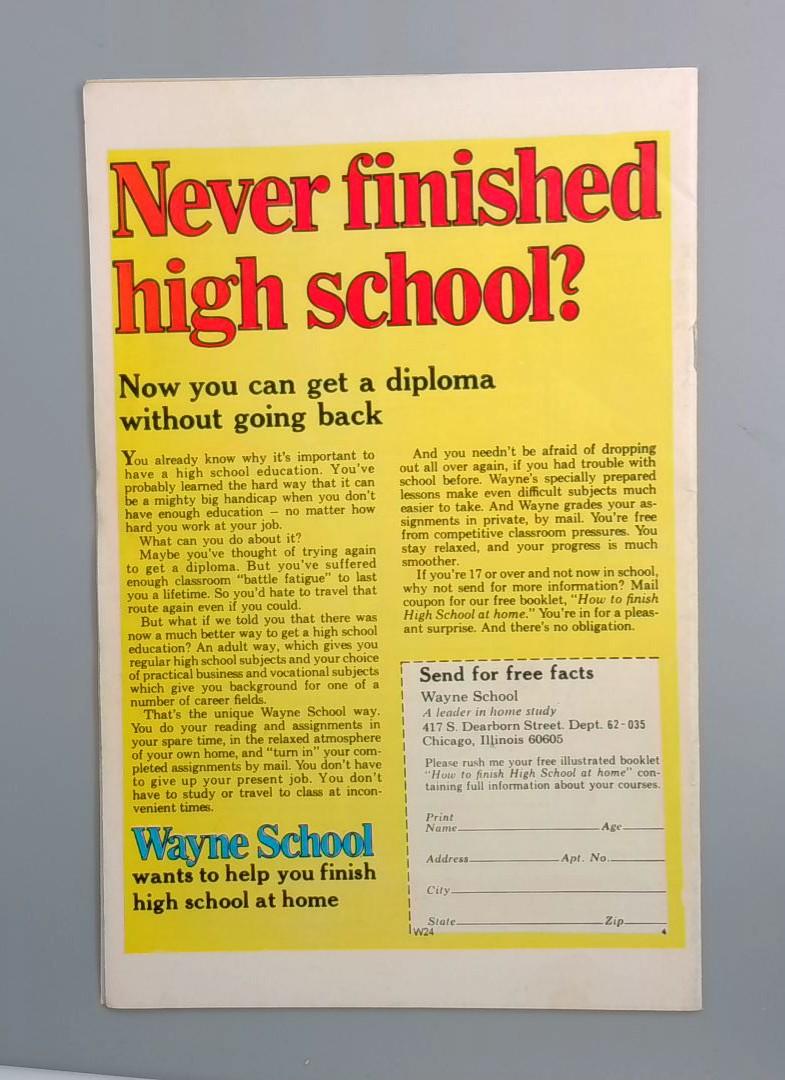 Never finished
high school?
Now you can get a diploma
without going back
You already know why it's important to
have a high school education. You've
probably learned the hard way that it can
be a mighty big handicap when you don't
have enough education — no matter how
hard you work at your job.
What can you do about it?
Maybe you've thought of trying again
to get a diploma. But you've suffered
enough classroom "battle fatigue" to last
you a lifetime. So you'd hate to travel that
route again even if you could.
But what if we told you that there was
now a much better way to get a high school
education? An adult way, which gives you
regular high school subjects and your choice
of practical business and vocational subjects
which give you background for one of a
number of career fields.
That's the unique Wayne School way.
You do your reading and assignments in
your spare time, in the relaxed atmosphere
of your own home, and "turn in" your com-
pleted assignments by mail. You don't have
to give up your present job. You don't
have to study or travel to class at incon-
venient times.
Wayne School
wants to help you finish
high school at home
And you needn't be afraid of dropping
out all over again, if you had trouble with
school before. Wayne's specially prepared
lessons make even difficult subjects much
easier to take. And Wayne grades your as-
signments in private, by mail. You're free
from competitive classroom pressures. You
stay relaxed, and your progress is much
smoother.
If you're 17 or over and not now in school,
why not send for more information? Mail
coupon for our free booklet, "How to finish
High School at home." You're in for a pleas-
ant surprise. And there's no obligation.
Send for free facts
Wayne School
A leader in home study
417 S. Dearborn Street. Dept. 62-035
Chicago, Illinois 60605
Please rush me your free illustrated booklet
"How to finish High School at home" con-
taining full information about your courses.
Print
Name Age
Address Apt. No.
City
State Zip
W24 4